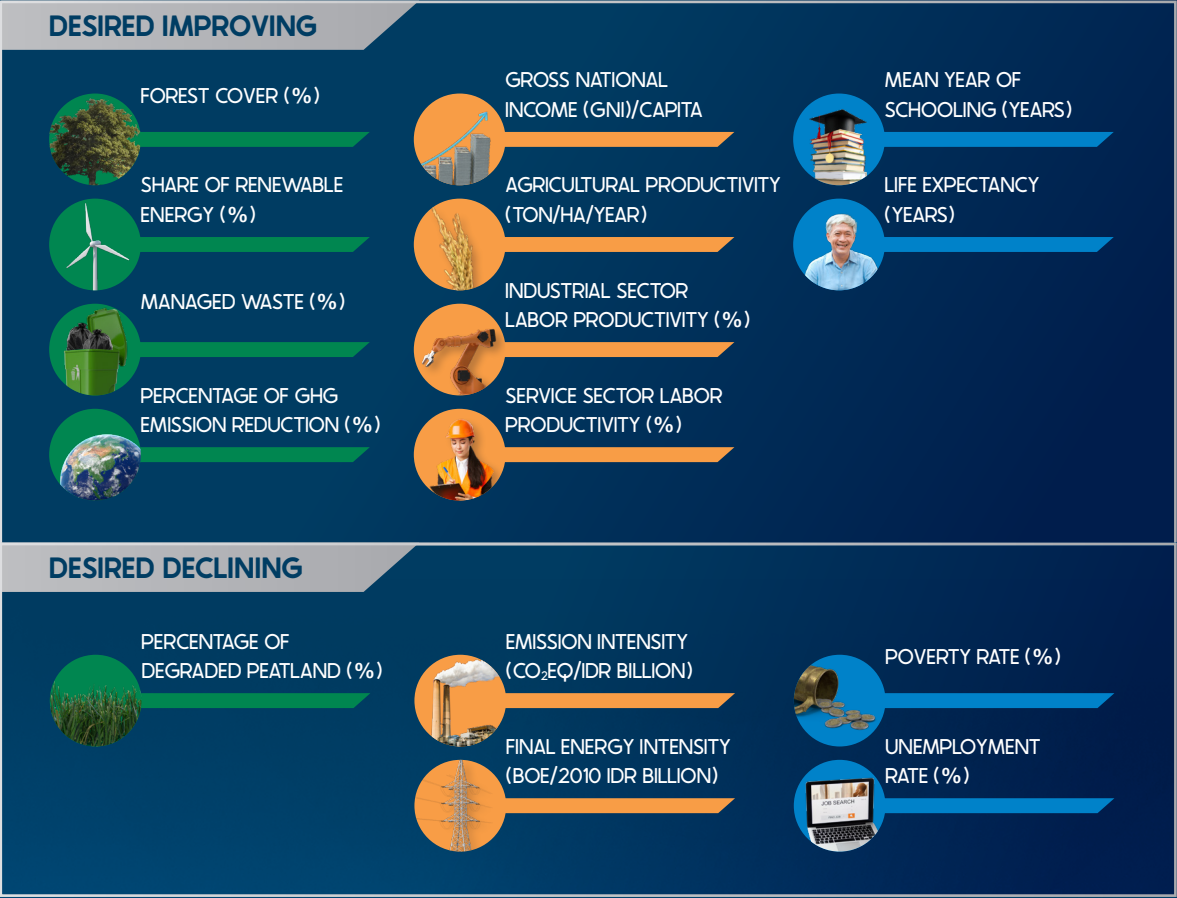 DESIRED IMPROVING
FOREST COVER (%)
SHARE OF RENEWABLE
ENERGY (%)
MANAGED WASTE (%)
PERCENTAGE OF GHG
EMISSION REDUCTION (%)
GROSS NATIONAL
INCOME (GNI)/CAPITA
AGRICULTURAL PRODUCTIVITY
(TON/HA/YEAR)
INDUSTRIAL SECTOR
LABOR PRODUCTIVITY (%)
SERVICE SECTOR LABOR
PRODUCTIVITY (%)
MEAN YEAR OF
SCHOOLING (YEARS)
LIFE EXPECTANCY
(YEARS)
DESIRED DECLINING
PERCENTAGE OF
DEGRADED PEATLAND (%)
EMISSION INTENSITY
(CO₂EQ/IDR BILLION)
FINAL ENERGY INTENSITY
(BOE/2010 IDR BILLION)
POVERTY RATE (%)
UNEMPLOYMENT
RATE (%)
JOB SEARCH